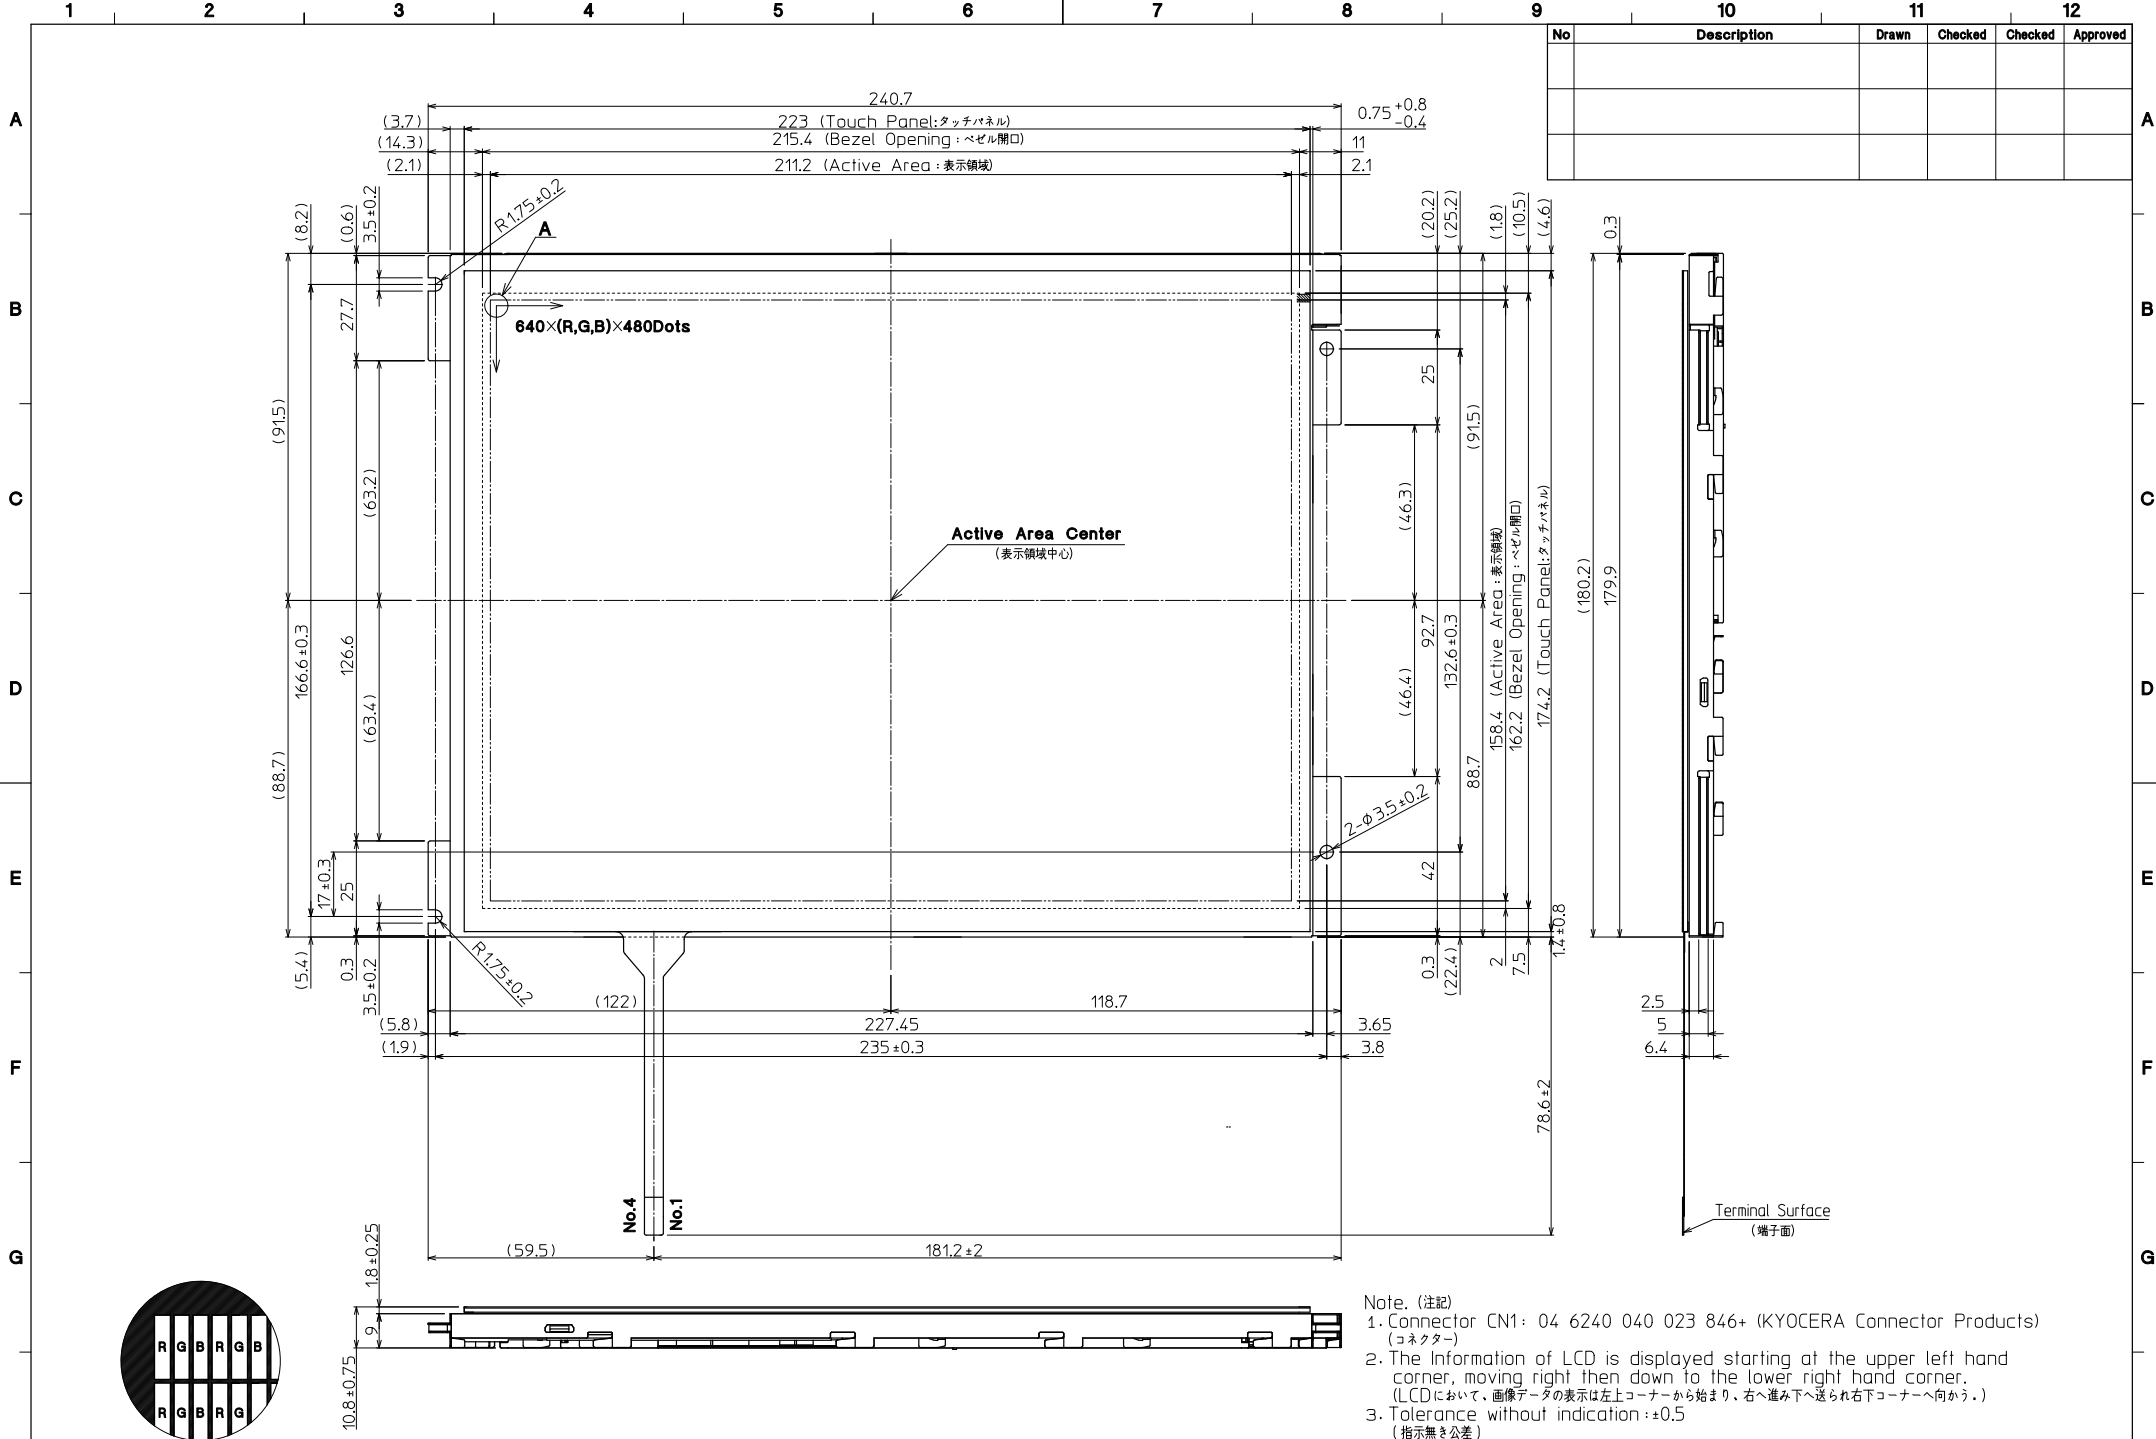 1 2 3 4 5 6 7 8 9 10 11 12
No Description Drawn Checked Checked Approved
A A
B B
C C
D D
E E
F F
G G
240.7
0.75 +0.8 -0.4
(3.7) 223 (Touch Panel:タッチパネル)
(14.3) 215.4 (Bezel Opening:ベゼル開口) 11
(2.1) 211.2 (Active Area:表示領域) 2.1
(8.2)
(0.6)
3.5±0.2
R1.75±0.2
A
(20.2)
(25.2)
(1.8)
(10.5)
(4.6)
0.3
27.7
640×(R,G,B)×480Dots
25
(91.5)
(63.2)
(91.5)
(46.3)
Active Area Center
(表示領域中心)
166.6±0.3
126.6
(63.4)
(88.7)
(46.4)
92.7
132.6±0.3
88.7
158.4 (Active Area:表示領域)
162.2 (Bezel Opening:ベゼル開口)
174.2 (Touch Panel:タッチパネル)
(180.2)
179.9
2-φ3.5±0.2
17±0.3
25
42
(5.4)
0.3
3.5±0.2
R1.75±0.2
0.3
(22.4)
2
7.5
1.4±0.8
(122) 118.7
(5.8) 227.45 3.65
(1.9) 235±0.3 3.8
2.5
5
6.4
78.6±2
No.4 No.1
(59.5) 181.2±2
Terminal Surface
(端子面)
1.8±0.25
9
10.8±0.75
R G B R G B
R G B R G
Note. (注記)
1. Connector CN1: 04 6240 040 023 846+ (KYOCERA Connector Products)
(コネクター)
2. The Information of LCD is displayed starting at the upper left hand
corner, moving right then down to the lower right hand corner.
(LCDにおいて、画像データの表示は左上コーナーから始まり、右へ進み下へ送られ右下コーナーへ向かう.)
3. Tolerance without indication:±0.5
(指示無き公差)